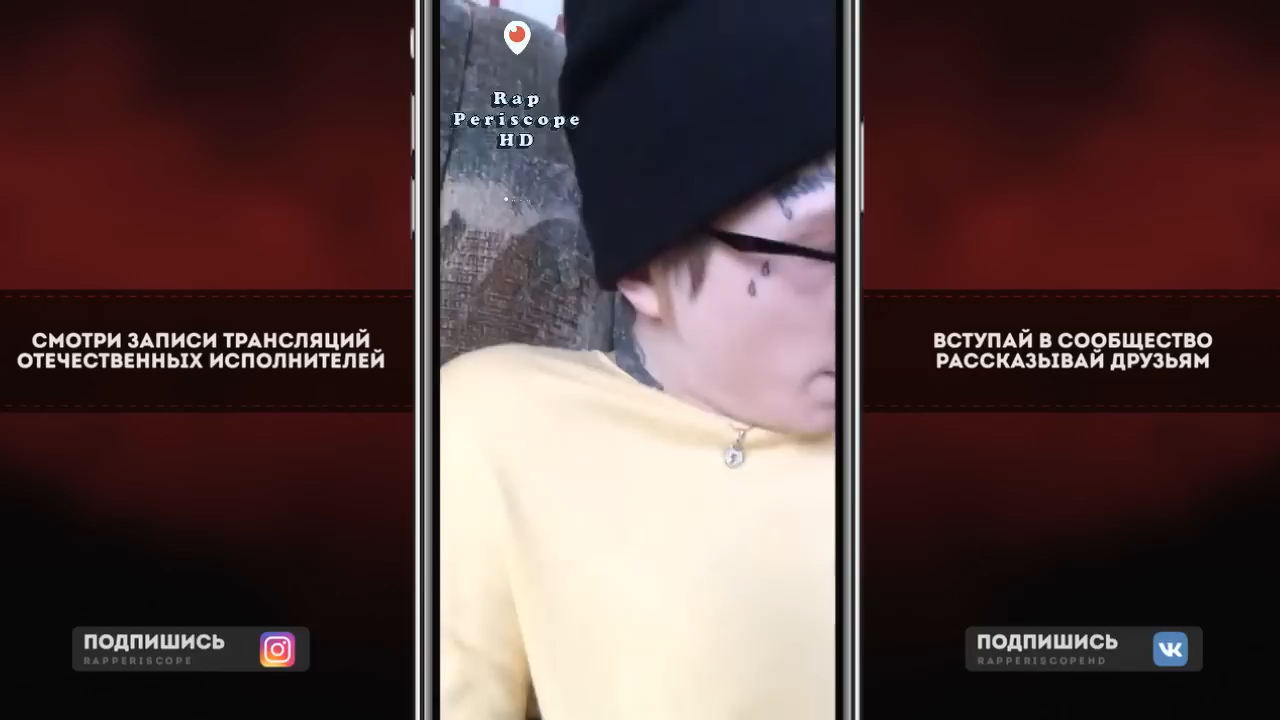 Rap
Periscope
HD
СМОТРИ ЗАПИСИ ТРАНСЛЯЦИЙ
ОТЕЧЕСТВЕННЫХ ИСПОЛНИТЕЛЕЙ
ВСТУПАЙ В СООБЩЕСТВО
РАССКАЗЫВАЙ ДРУЗЬЯМ
ПОДПИШИСЬ
RAPPERISCOPE
ПОДПИШИСЬ
RAPPERISCOPEHD